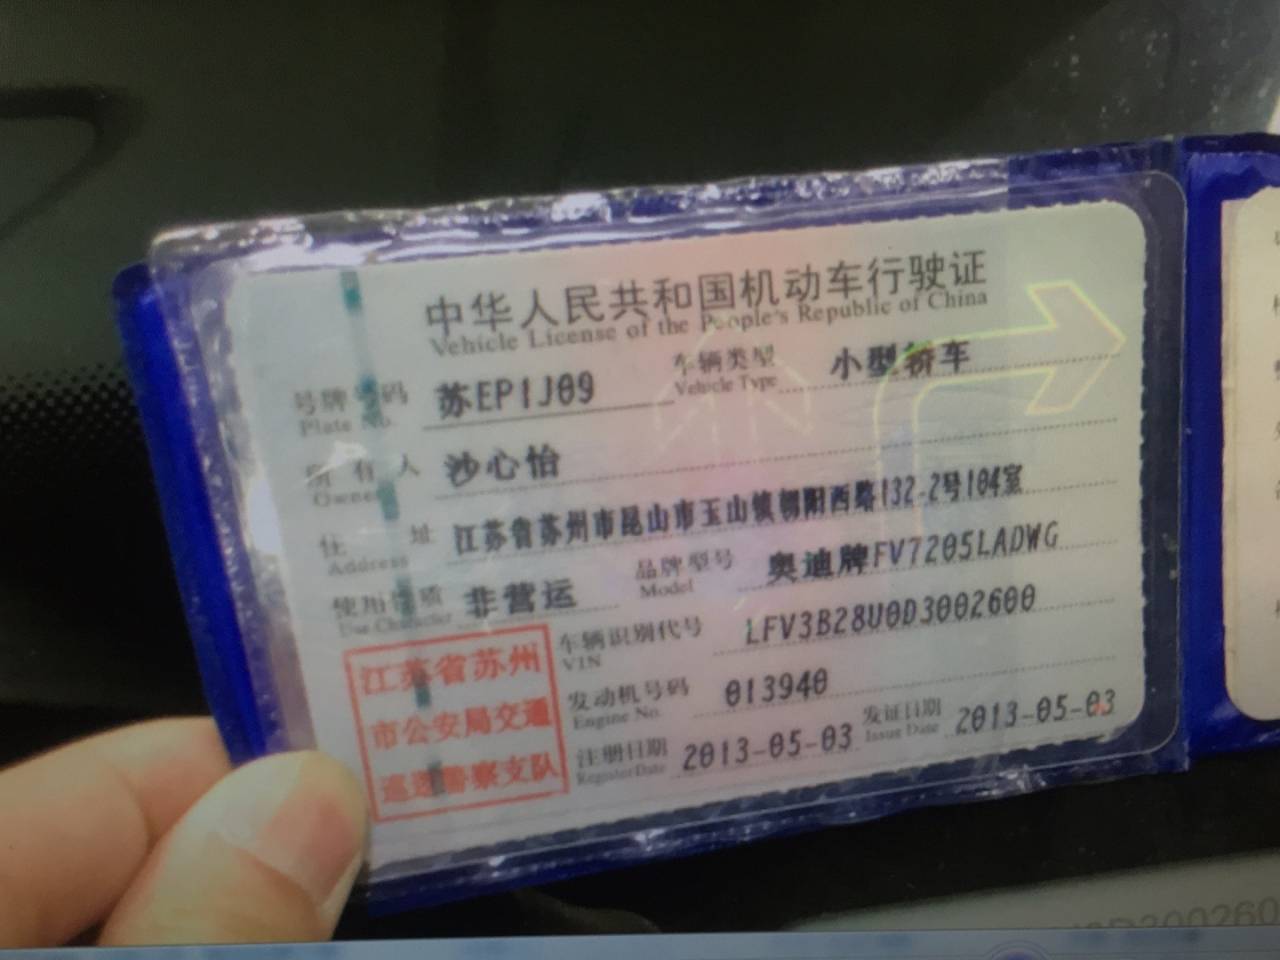 中华人民共和国机动车行驶证
Vehicle License of the People's Republic of China
号牌号码 苏EP1J09 车辆类型 小型轿车
Plate No. Vehicle Type
所有人 沙心怡
Owner
住址 江苏省苏州市昆山市玉山镇朝阳西路132-2号104室
Address
使用性质 非营运 品牌型号 奥迪牌FV7205LADWG
Use Character Model
江苏省苏州
市公安局交通
巡逻警察支队
车辆识别代号 LFV3B28U0D3002600
VIN
发动机号码 013940
Engine No.
注册日期 2013-05-03 发证日期 2013-05-03
Register Date Issue Date